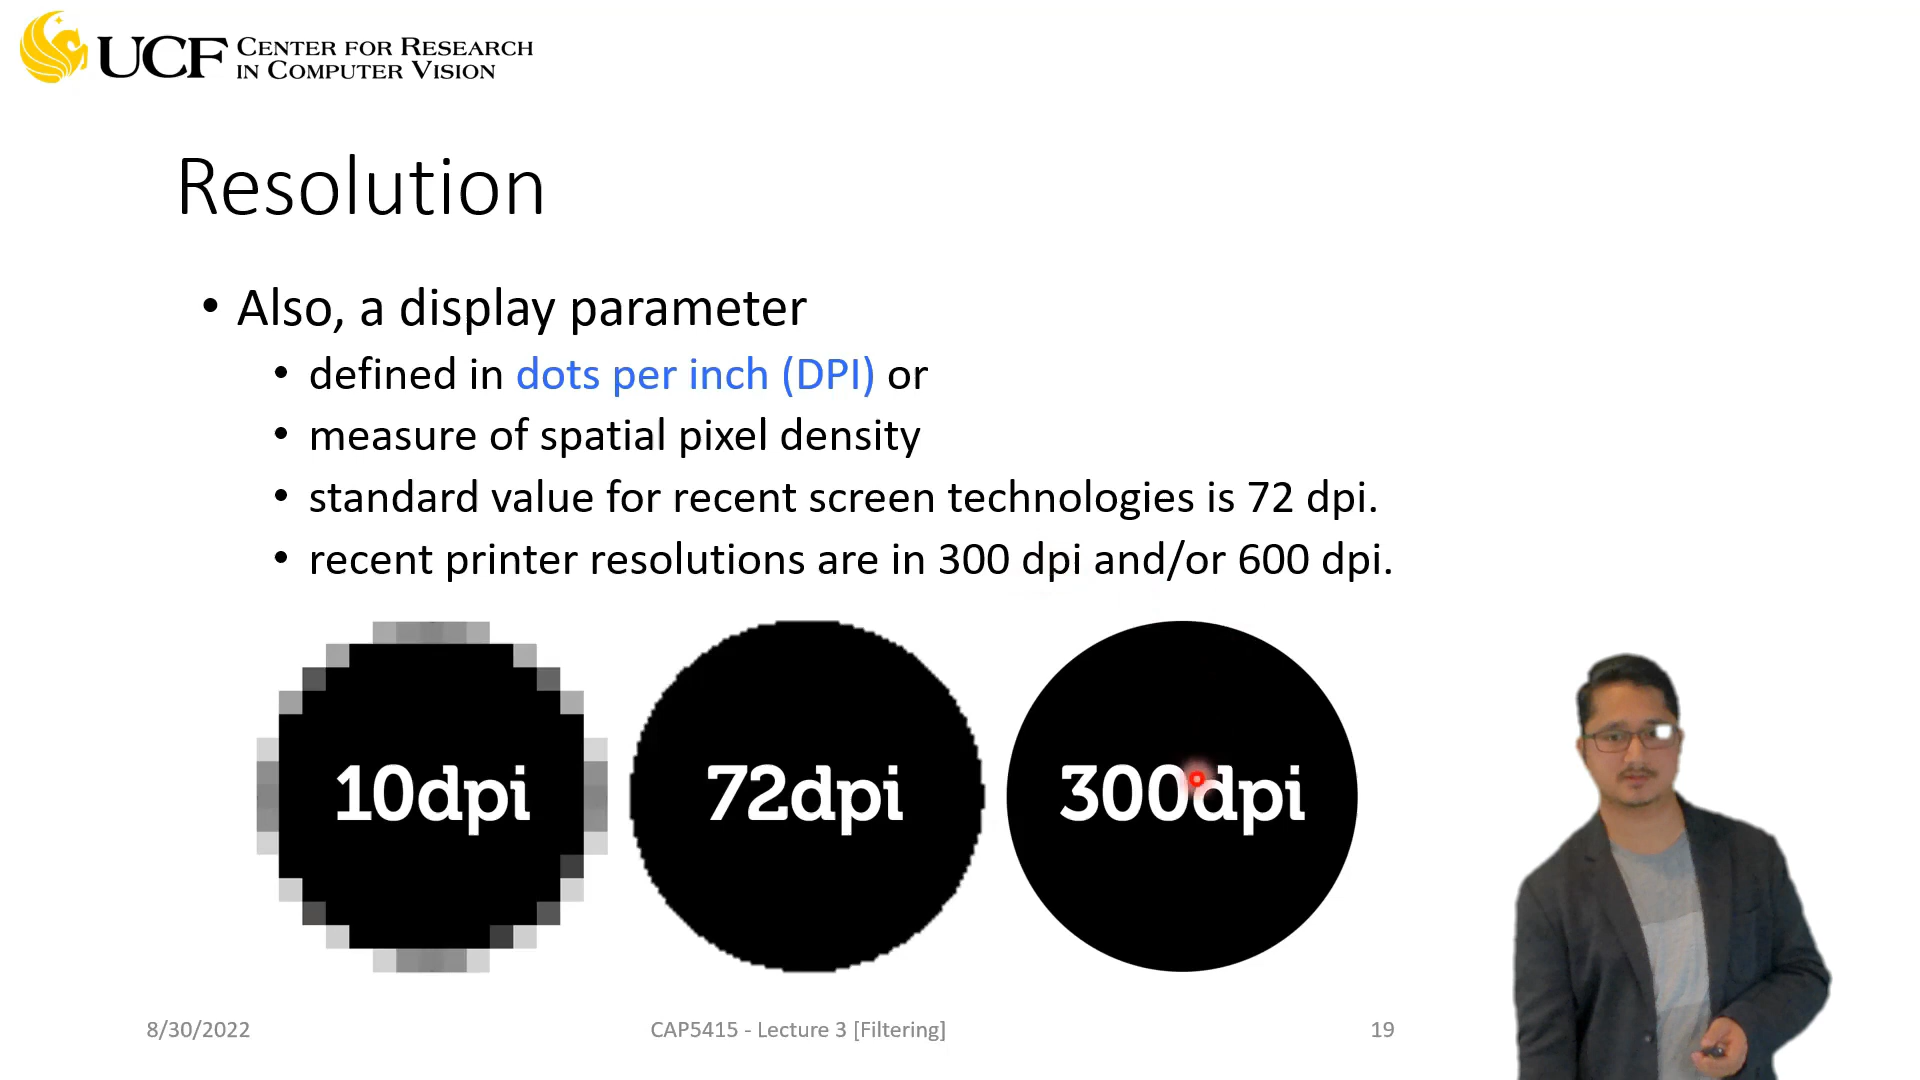 UCF CENTER FOR RESEARCH
IN COMPUTER VISION
Resolution
• Also, a display parameter
• defined in dots per inch (DPI) or
• measure of spatial pixel density
• standard value for recent screen technologies is 72 dpi.
• recent printer resolutions are in 300 dpi and/or 600 dpi.
10dpi 72dpi 300dpi
8/30/2022 CAP5415 - Lecture 3 [Filtering] 19